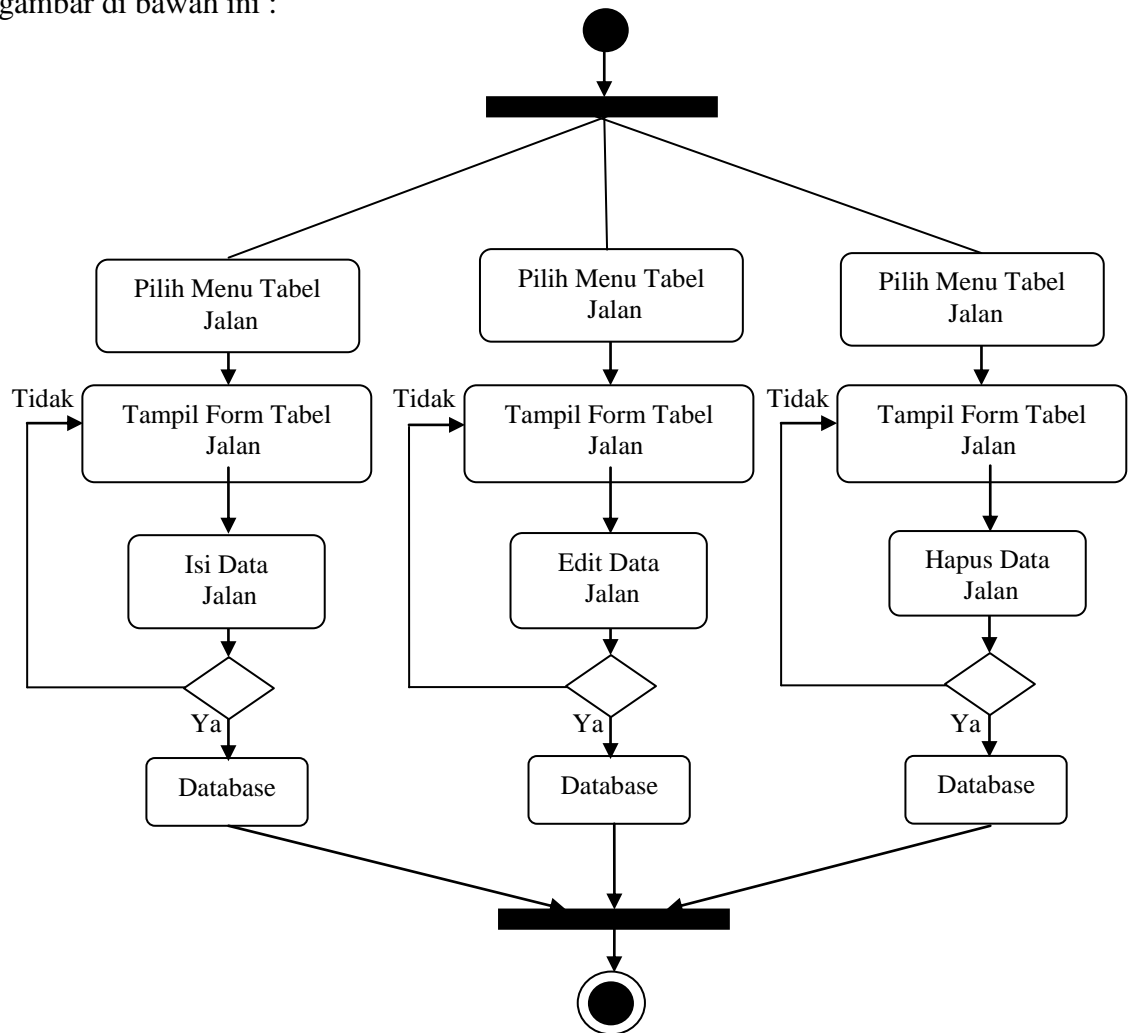 gambar di bawah ini :
Pilih Menu Tabel
Jalan
Pilih Menu Tabel
Jalan
Pilih Menu Tabel
Jalan
Tidak
Tampil Form Tabel
Jalan
Tidak
Tampil Form Tabel
Jalan
Tidak
Tampil Form Tabel
Jalan
Isi Data
Jalan
Edit Data
Jalan
Hapus Data
Jalan
Ya
Ya
Ya
Database
Database
Database